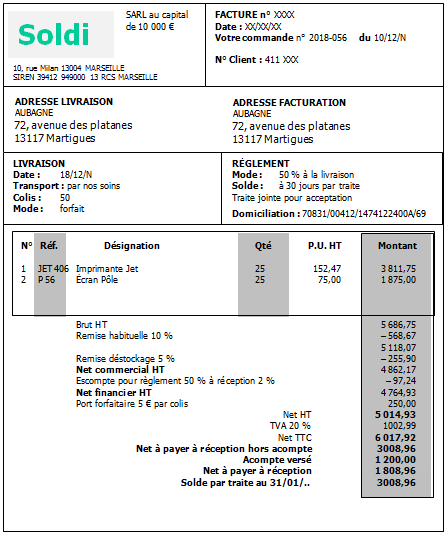 Soldi
SARL au capital
de 10 000 €
10, rue Milan 13004 MARSEILLE
SIREN 39412 949000 13 RCS MARSEILLE
FACTURE n° XXXX
Date : XX/XX/XX
Votre commande n° 2018-056 du 10/12/N
N° Client : 411 XXX
ADRESSE LIVRAISON
AUBAGNE
72, avenue des platanes
13117 Martigues
ADRESSE FACTURATION
AUBAGNE
72, avenue des platanes
13117 Martigues
LIVRAISON
Date : 18/12/N
Transport : par nos soins
Colis : 50
Mode : forfait
RÉGLEMENT
Mode : 50 % à la livraison
Solde : à 30 jours par traite
Traite jointe pour acceptation
Domiciliation : 70831/00412/1474122400A/69
N° Réf. Désignation Qté P.U. HT Montant
1 JET 406 Imprimante Jet 25 152,47 3 811,75
2 P 56 Écran Pôle 25 75,00 1 875,00
Brut HT 5 686,75
Remise habituelle 10 % – 568,67
5 118,07
Remise déstockage 5 % – 255,90
Net commercial HT 4 862,17
Escompte pour règlement 50 % à réception 2 % – 97,24
Net financier HT 4 764,93
Port forfaitaire 5 € par colis 250,00
Net HT 5 014,93
TVA 20 % 1002,99
Net TTC 6 017,92
Net à payer à réception hors acompte 3008,96
Acompte versé 1 200,00
Net à payer à réception 1 808,96
Solde par traite au 31/01/.. 3008,96